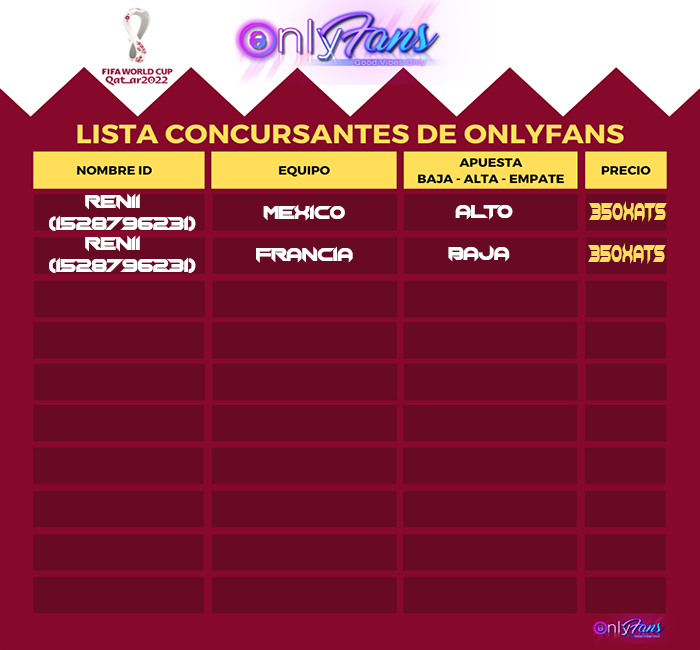 FIFA WORLD CUP
Qatar2022
OnlyFans
Good Vibes Only
LISTA CONCURSANTES DE ONLYFANS
NOMBRE ID EQUIPO APUESTA BAJA - ALTA - EMPATE PRECIO
RENII
(1528796231) MEXICO ALTO 350XATS
RENII
(1528796231) FRANCIA BAJA 350XATS
OnlyFans